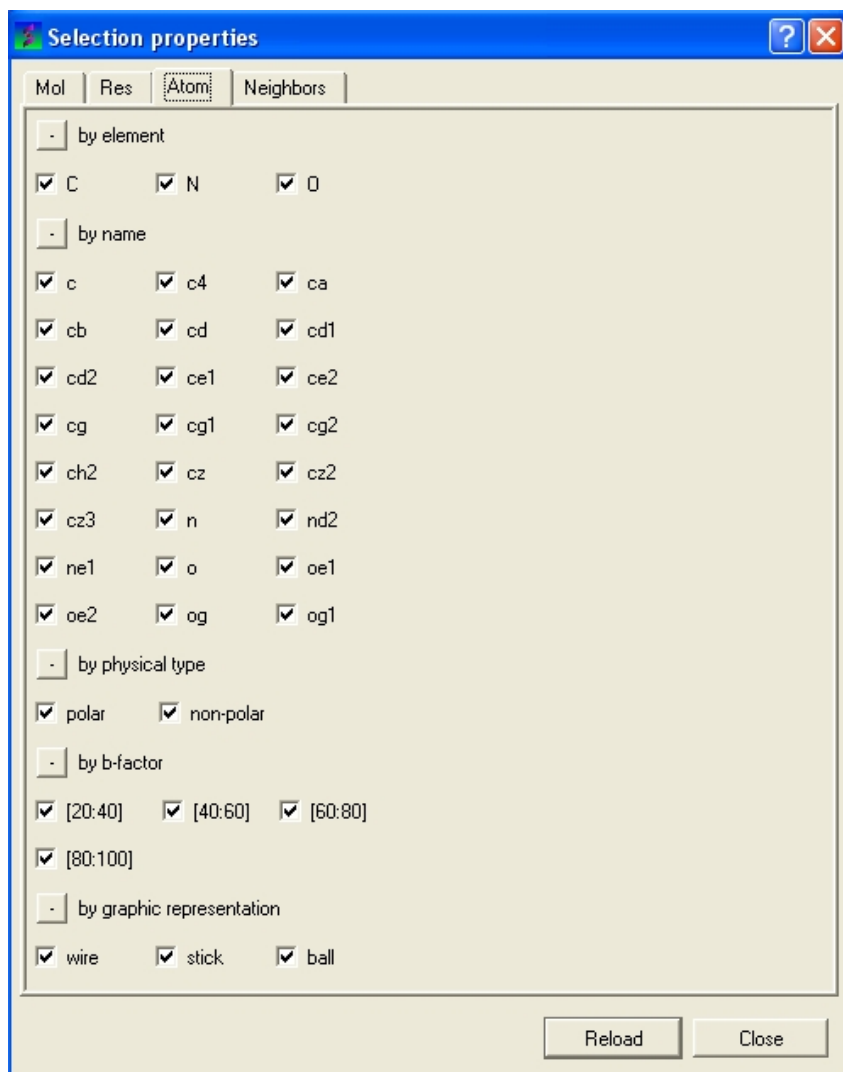 Selection properties
Mol Res Atom Neighbors
- by element
C N O
- by name
c c4 ca
cb cd cd1
cd2 ce1 ce2
cg cg1 cg2
ch2 cz cz2
cz3 n nd2
ne1 o oe1
oe2 og og1
- by physical type
polar non-polar
- by b-factor
[20:40] [40:60] [60:80]
[80:100]
- by graphic representation
wire stick ball
Reload Close